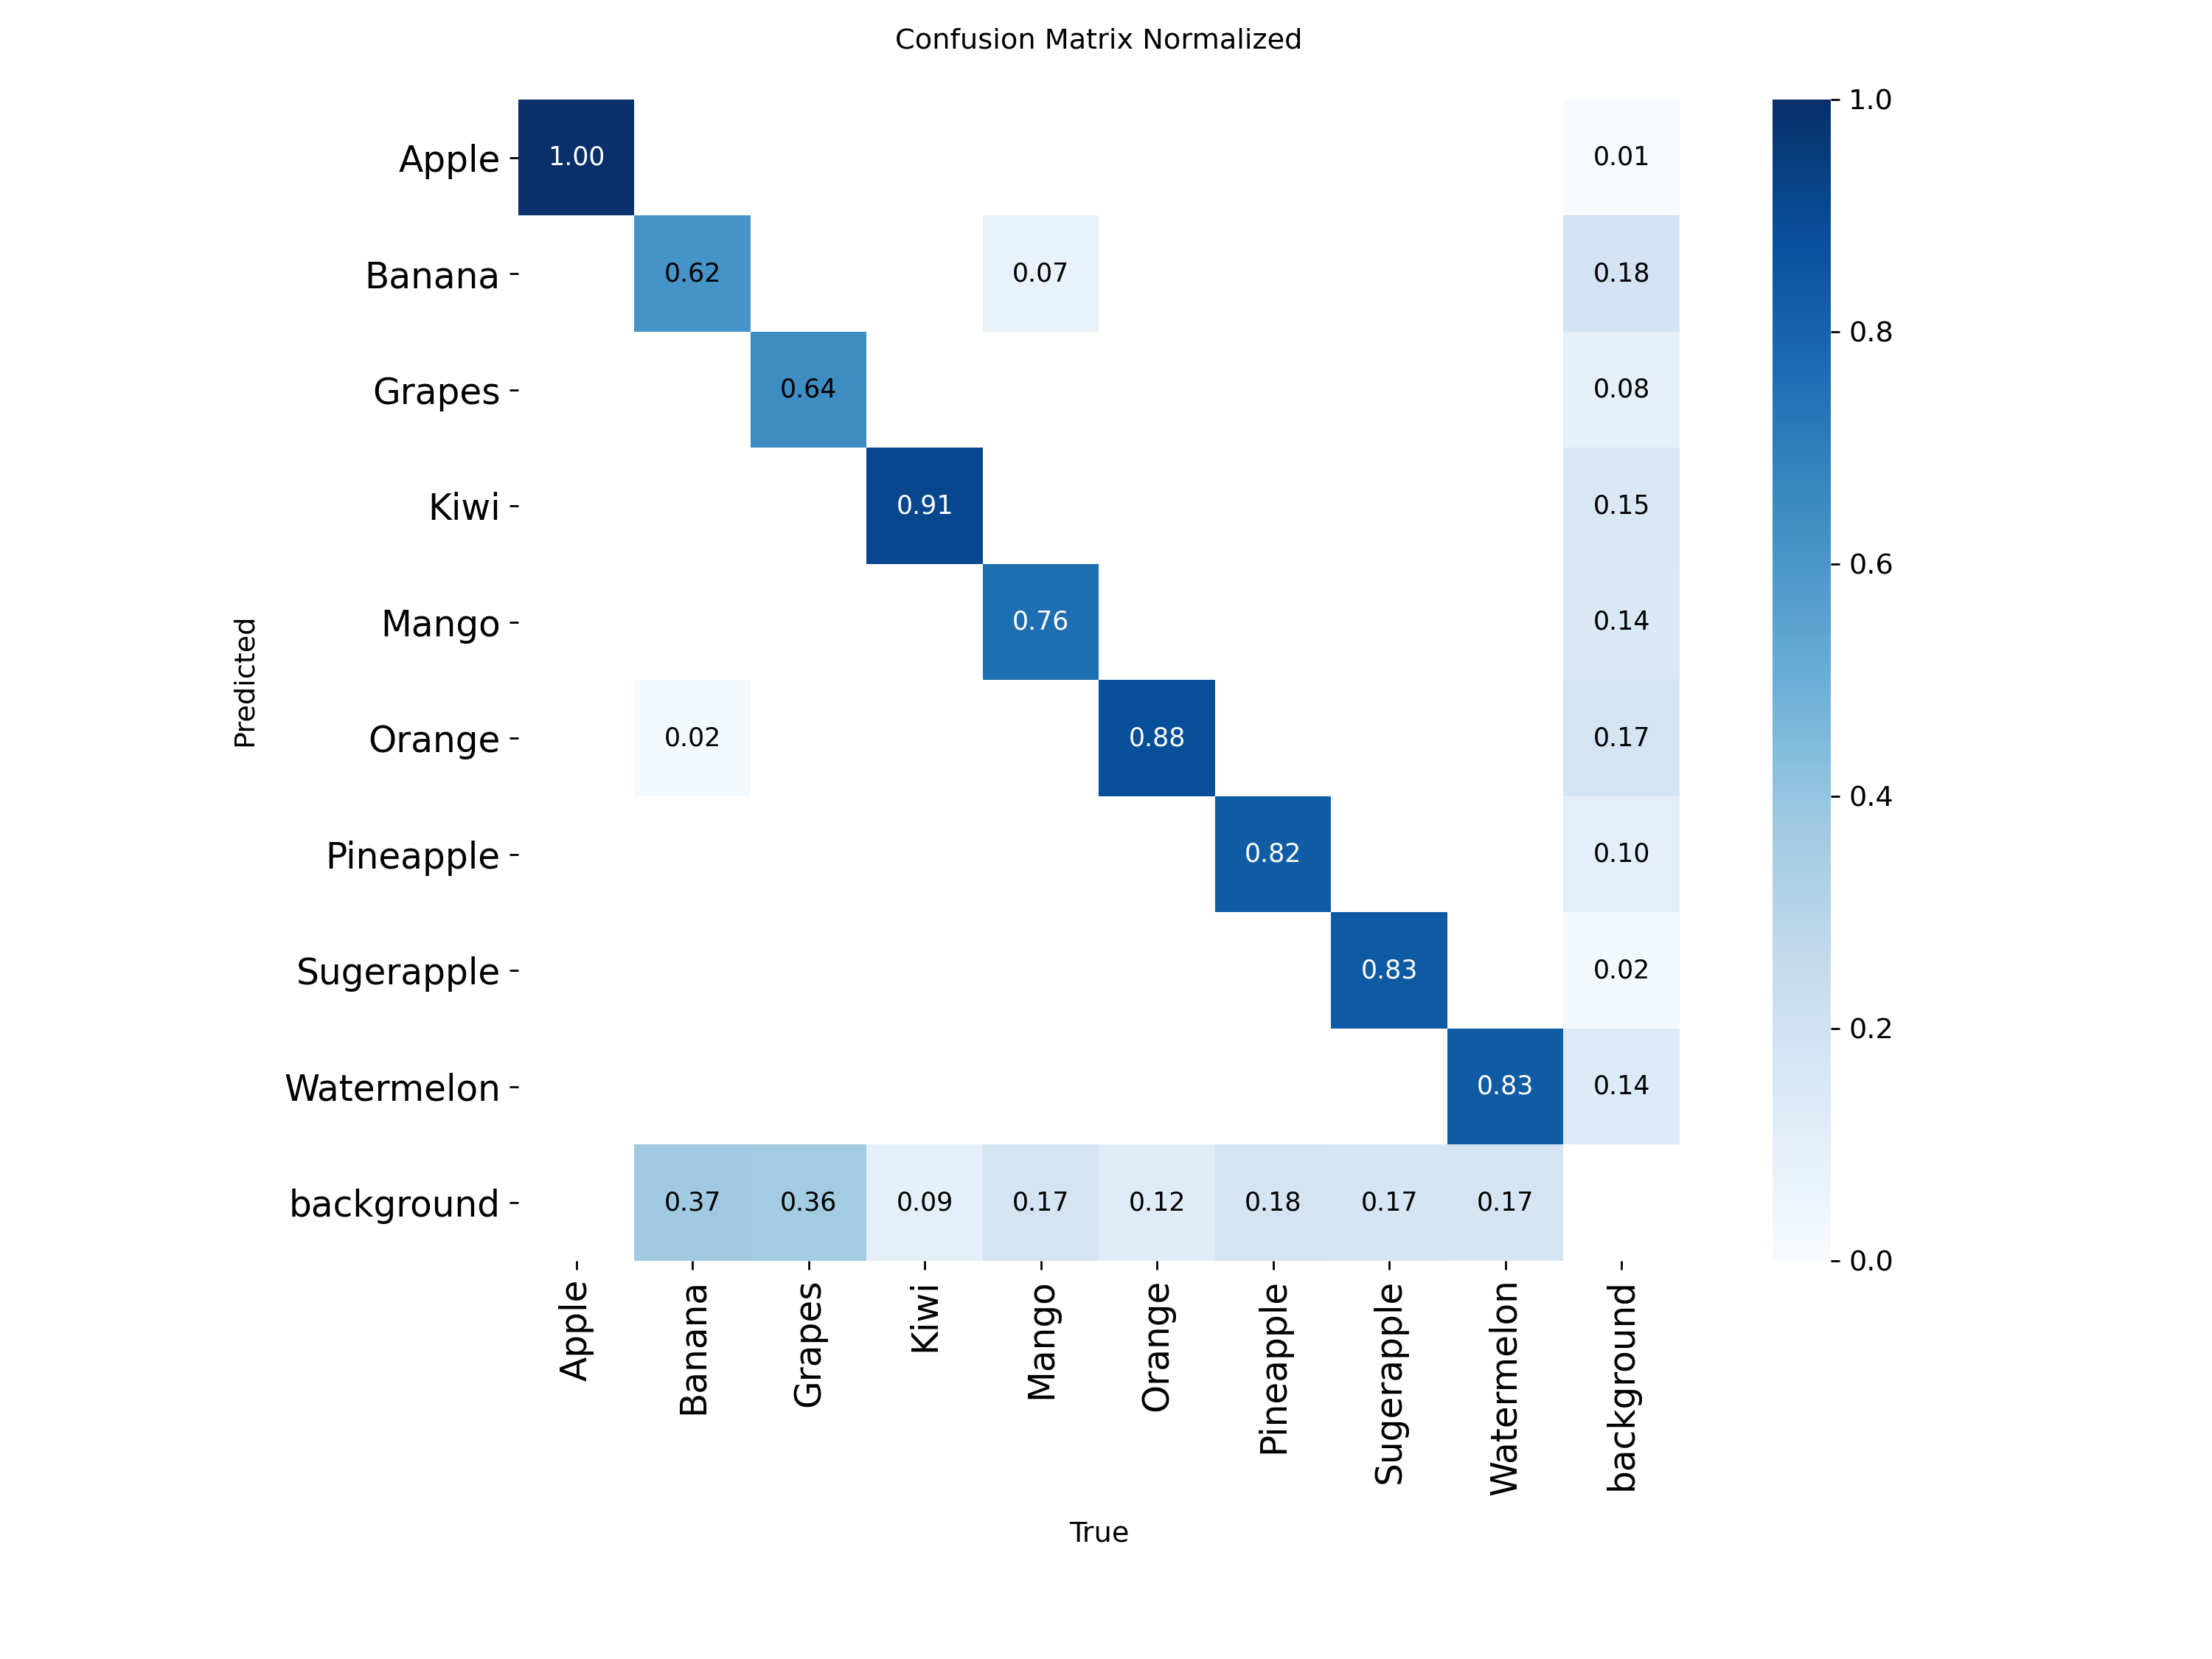 Confusion Matrix Normalized
Apple 1.00 0.01 1.0
Banana 0.62 0.07 0.18
0.8
Grapes 0.64 0.08
Kiwi 0.91 0.15
0.6
Mango 0.76 0.14
Predicted
Orange 0.02 0.88 0.17
0.4
Pineapple 0.82 0.10
Sugerapple 0.83 0.02
0.2
Watermelon 0.83 0.14
background 0.37 0.36 0.09 0.17 0.12 0.18 0.17 0.17
0.0
Apple Banana Grapes Kiwi Mango Orange Pineapple Sugerapple Watermelon background
True